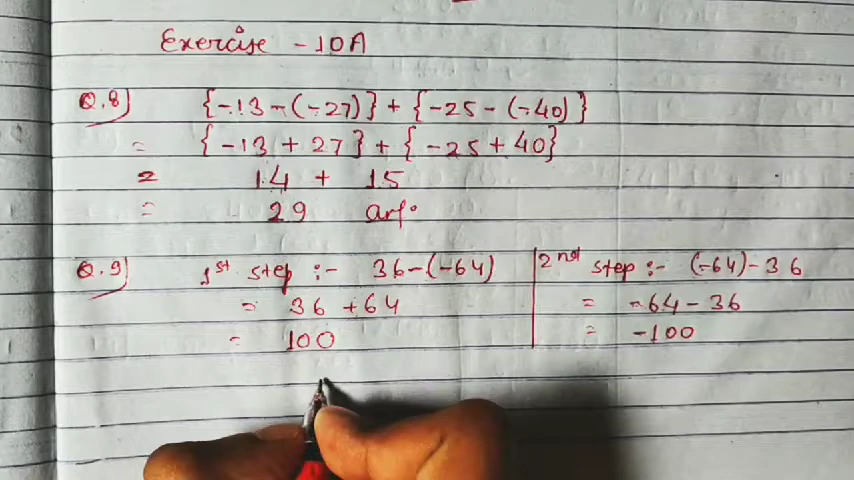 Exercise - 10A
Q.8) {-13-(-27)} + {-25-(-40)}
= {-13 + 27} + {-25 + 40}
= 14 + 15
= 29 
Q.9) 1st step :- 36-(-64)
= 36 + 64
= 100
2nd step :- (-64)-36
= -64-36
= -100